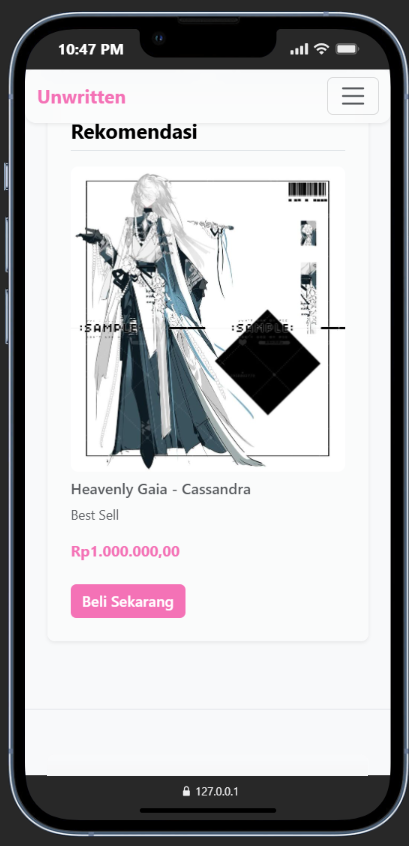 10:47 PM
Unwritten
Rekomendasi
:SAMPLE: :SAMPLE:
Heavenly Gaia - Cassandra
Best Sell
Rp1.000.000,00
Beli Sekarang
127.0.0.1